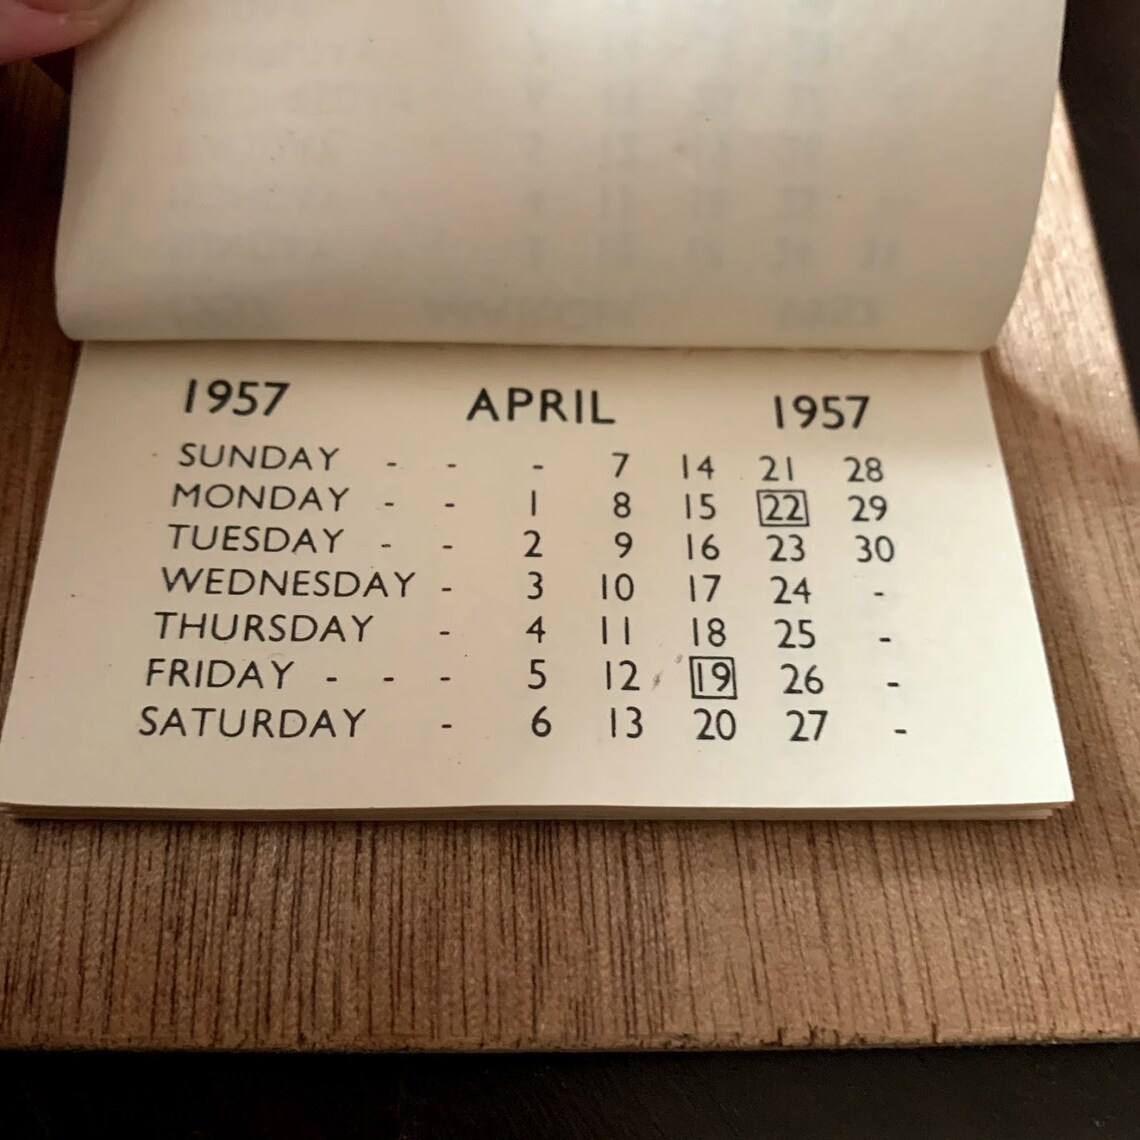 1957 APRIL 1957
SUNDAY - - - 7 14 21 28
MONDAY - - 1 8 15 22 29
TUESDAY - - 2 9 16 23 30
WEDNESDAY - 3 10 17 24 -
THURSDAY - 4 11 18 25 -
FRIDAY - - - 5 12 19 26 -
SATURDAY - 6 13 20 27 -